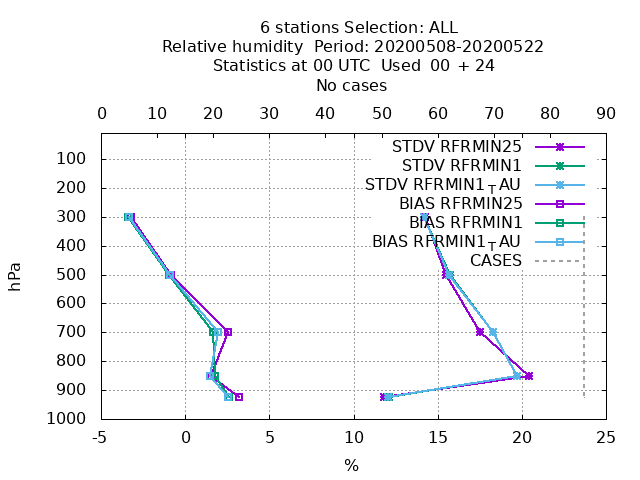 6 stations Selection: ALL
Relative humidity  Period: 20200508-20200522
Statistics at 00 UTC  Used  00 + 24
No cases
0 10 20 30 40 50 60 70 80 90
STDV RFRMIN25
STDV RFRMIN1
STDV RFRMIN1TAU
BIAS RFRMIN25
BIAS RFRMIN1
BIAS RFRMIN1TAU
CASES
hPa
100
200
300
400
500
600
700
800
900
1000
-5 0 5 10 15 20 25
%